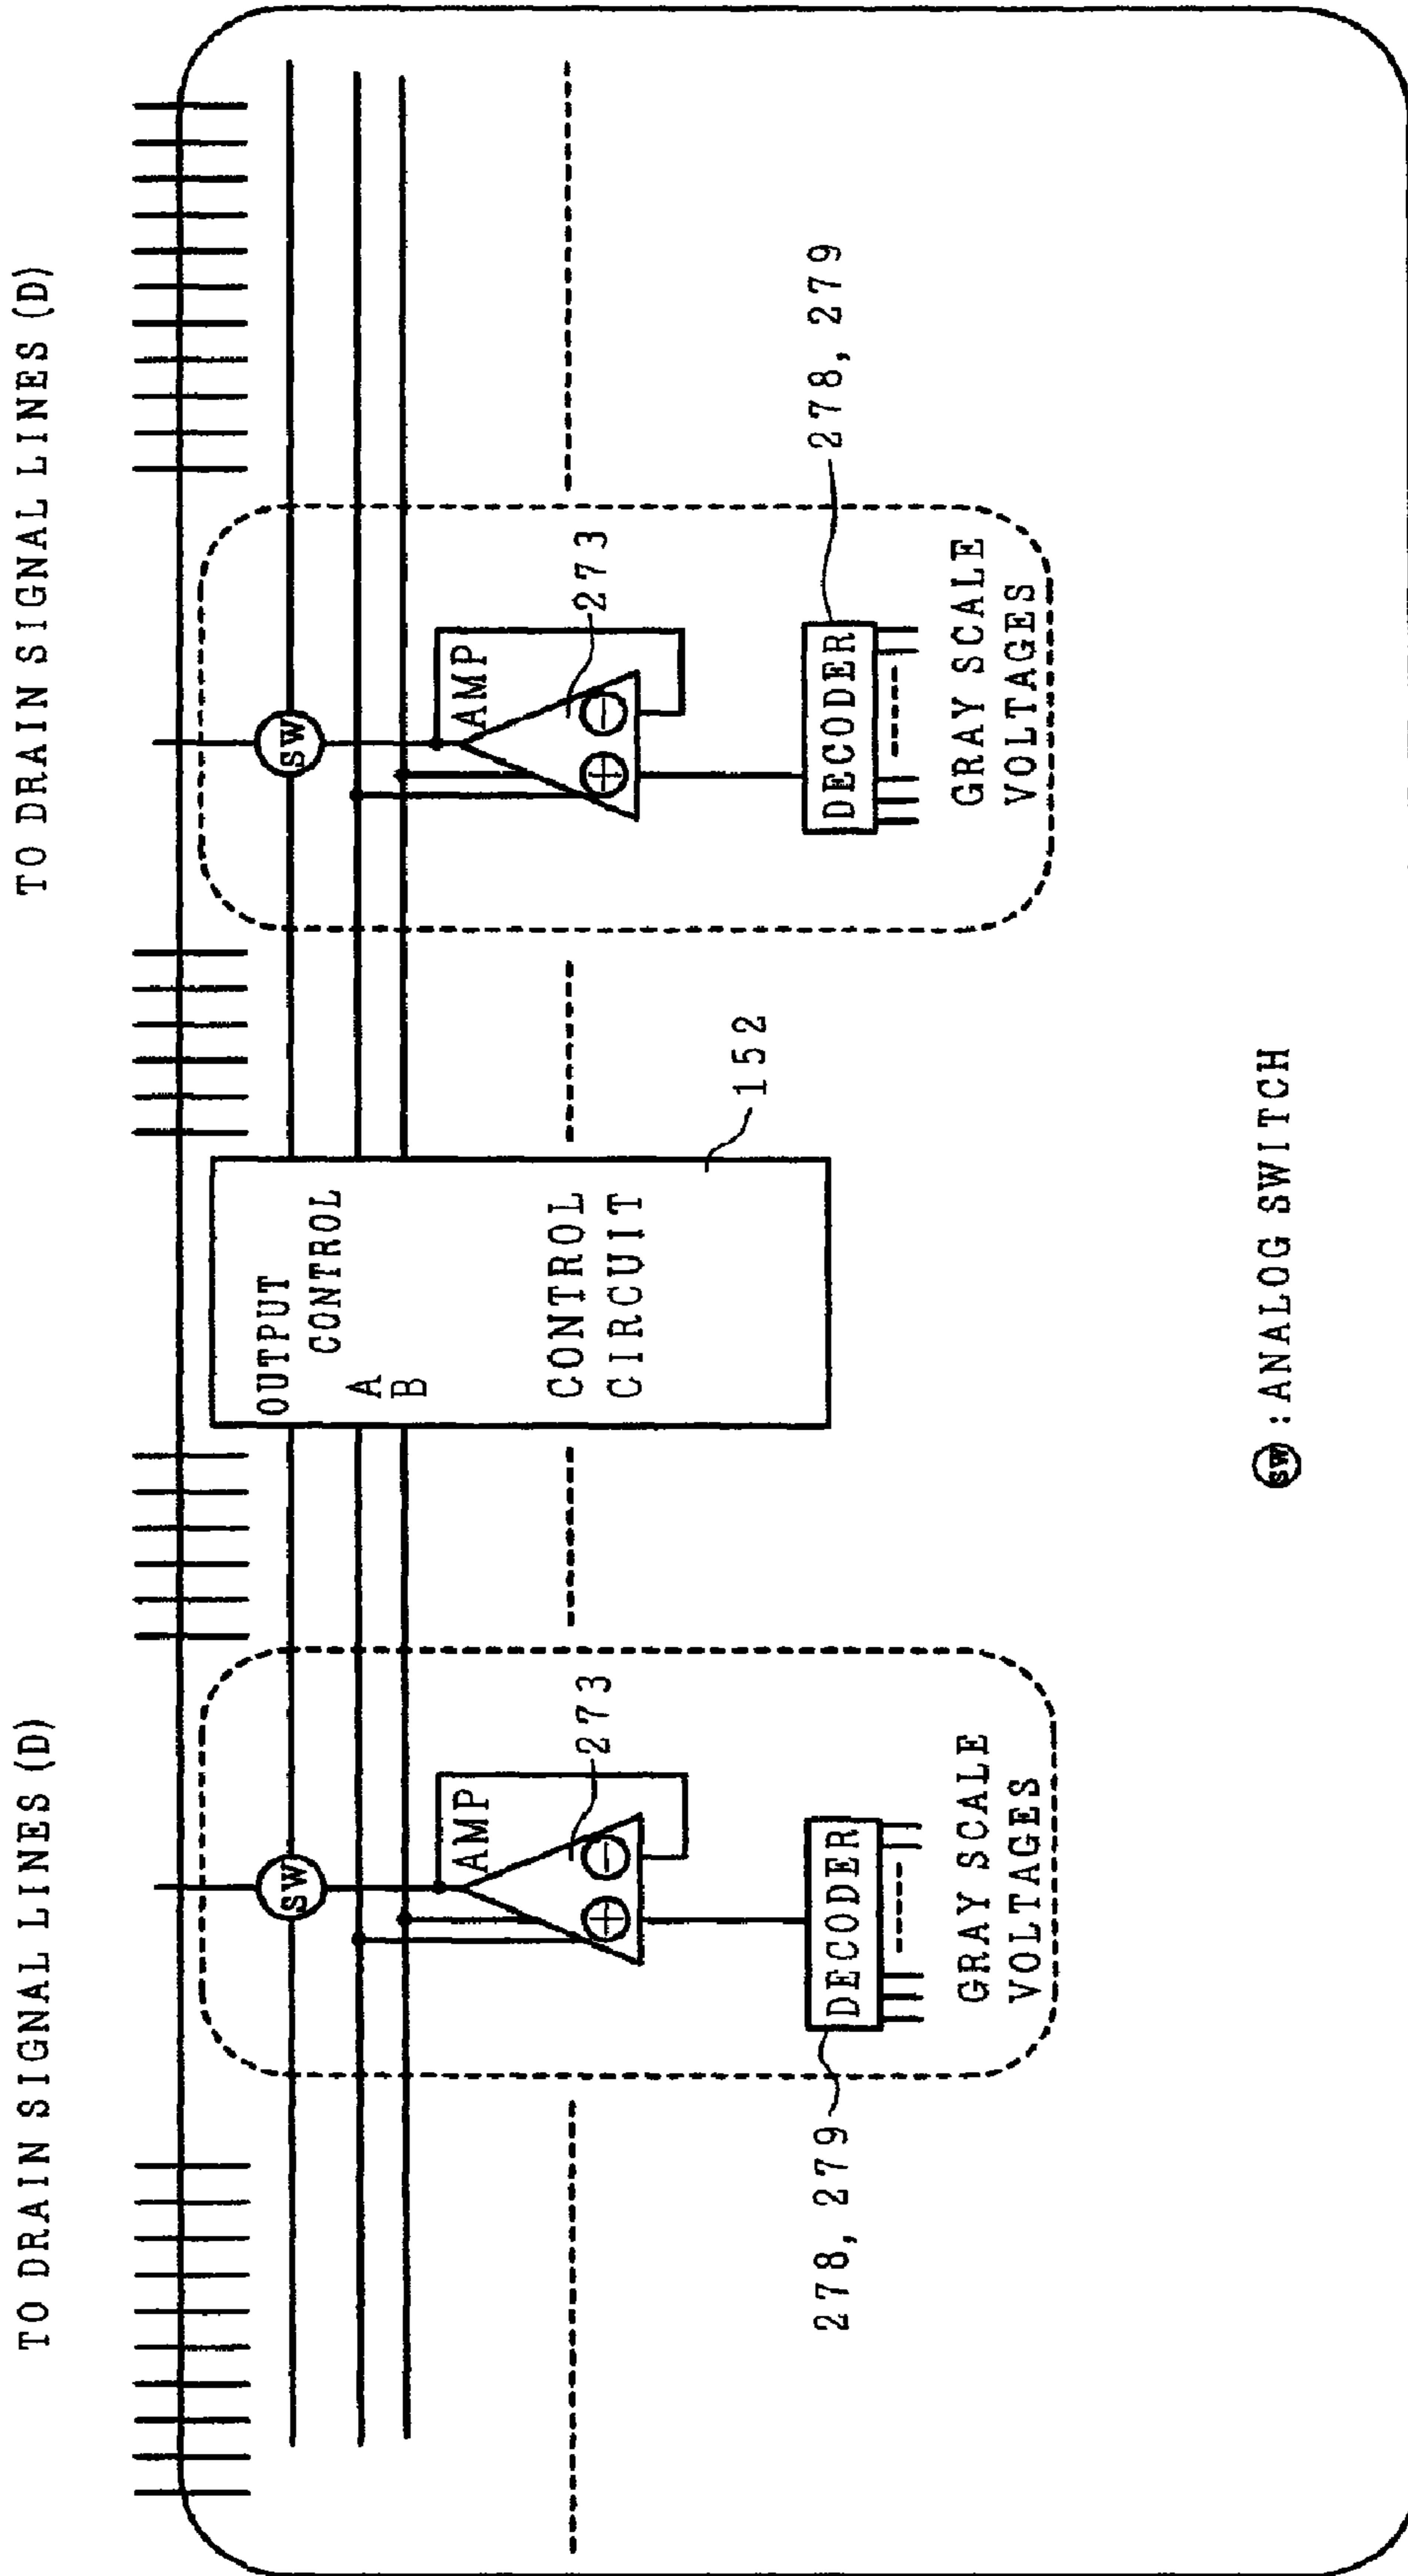 TO DRAIN SIGNAL LINES (D)
TO DRAIN SIGNAL LINES (D)
SW
AMP
273
278, 279
DECODER
GRAY SCALE
VOLTAGES
OUTPUT
CONTROL
A
B
CONTROL
CIRCUIT
152
SW
AMP
273
278, 279
DECODER
GRAY SCALE
VOLTAGES
SW : ANALOG SWITCH